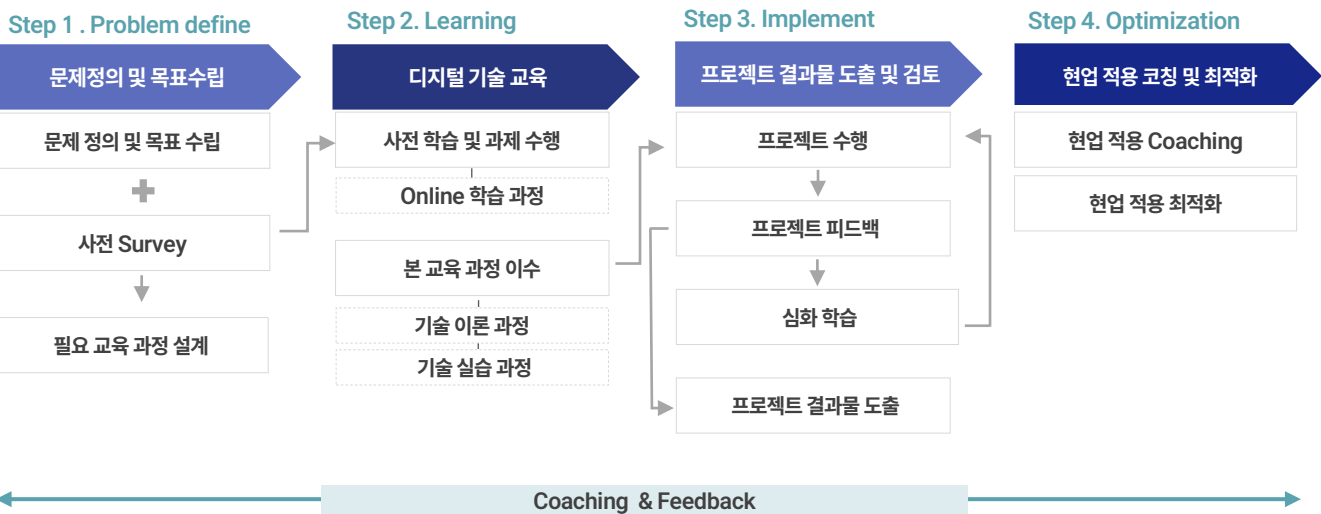 Step 1 . Problem define
문제정의 및 목표수립
문제 정의 및 목표 수립
사전 Survey
필요 교육 과정 설계
Step 2. Learning
디지털 기술 교육
사전 학습 및 과제 수행
Online 학습 과정
본 교육 과정 이수
기술 이론 과정
기술 실습 과정
Step 3. Implement
프로젝트 결과물 도출 및 검토
프로젝트 수행
프로젝트 피드백
심화 학습
프로젝트 결과물 도출
Step 4. Optimization
현업 적용 코칭 및 최적화
현업 적용 Coaching
현업 적용 최적화
Coaching & Feedback